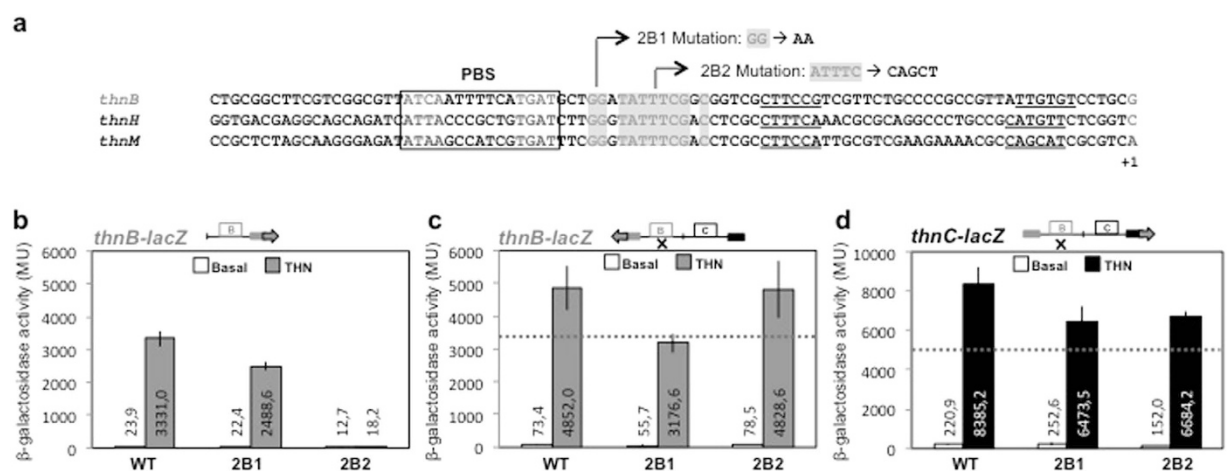 a
2B1 Mutation: GG → AA
2B2 Mutation: ATTTC → CAGCT
PBS
thnB CTGCGGCTTCGTCGGCGTTATCAATTTTCATGATGCTGGATATTTCGGCGGTCGCTTCCGTCGTTCTGCCCCGCCGTTATTGTGTCCTGCG
thnH GGTGACGAGGCAGCAGATCATTACCCGCTGTGATCTTGGGTATTTCGACCTCGCCTTTCAAACGCGCAGGCCCTGCCGCATGTTCTCGGTC
thnM CCGCTCTAGCAAGGGAGATATAAGCCATCGTGATTTCGGGTATTTCGACCTCGCCTTCCATTGCGTCGAAGAAAACGCCAGCATCGCGTCA
+1
b
thnB-lacZ
B
β-galactosidase activity (MU)
6000
5000
4000
3000
2000
1000
0
Basal THN
23,9 3331,0
22,4 2488,6
12,7 18,2
WT 2B1 2B2
c
thnB-lacZ
B C
X
β-galactosidase activity (MU)
6000
5000
4000
3000
2000
1000
0
Basal THN
73,4 4852,0
55,7 3176,6
78,5 4828,6
WT 2B1 2B2
d
thnC-lacZ
B C
X
β-galactosidase activity (MU)
10000
8000
6000
4000
2000
0
Basal THN
220,9 8385,2
252,6 6473,5
152,0 6684,2
WT 2B1 2B2